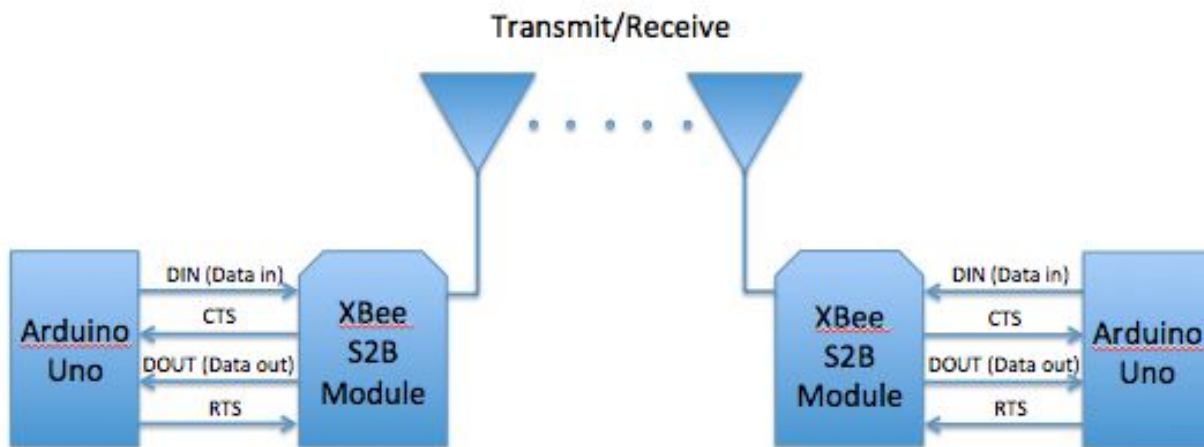 Transmit/Receive
Arduino
Uno
DIN (Data in)
CTS
DOUT (Data out)
RTS
XBee
S2B
Module
XBee
S2B
Module
DIN (Data in)
CTS
DOUT (Data out)
RTS
Arduino
Uno